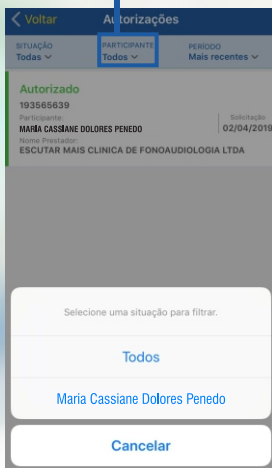 Voltar Autorizações
SITUAÇÃO PARTICIPANTE PERÍODO
Todas Todos Mais recentes
Autorizado
193565639
Participante: Solicitação
MARIA CASSIANE DOLORES PENEDO 02/04/2019
Nome Prestador:
ESCUTAR MAIS CLINICA DE FONOAUDIOLOGIA LTDA
Selecione uma situação para filtrar.
Todos
Maria Cassiane Dolores Penedo
Cancelar